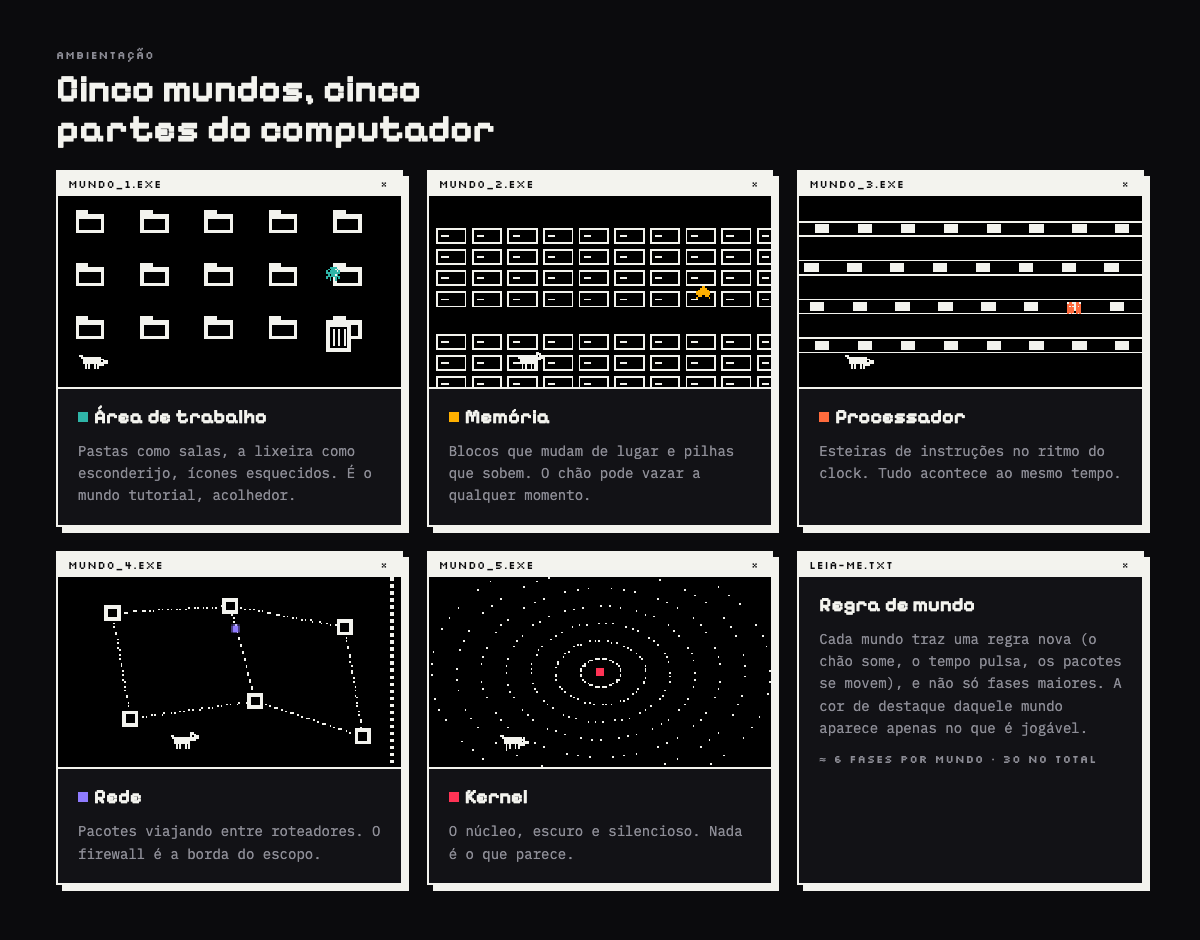 AMBIENTAÇÃO
Cinco mundos, cinco
partes do computador
MUNDO_1.EXE ×
Área de trabalho
Pastas como salas, a lixeira como
esconderijo, ícones esquecidos. É o
mundo tutorial, acolhedor.
MUNDO_2.EXE ×
Memória
Blocos que mudam de lugar e pilhas
que sobem. O chão pode vazar a
qualquer momento.
MUNDO_3.EXE ×
Processador
Esteiras de instruções no ritmo do
clock. Tudo acontece ao mesmo tempo.
MUNDO_4.EXE ×
Rede
Pacotes viajando entre roteadores. O
firewall é a borda do escopo.
MUNDO_5.EXE ×
Kernel
O núcleo, escuro e silencioso. Nada
é o que parece.
LEIA-ME.TXT ×
Regra de mundo
Cada mundo traz uma regra nova (o
chão some, o tempo pulsa, os pacotes
se movem), e não só fases maiores. A
cor de destaque daquele mundo
aparece apenas no que é jogável.
≈ 6 FASES POR MUNDO · 30 NO TOTAL